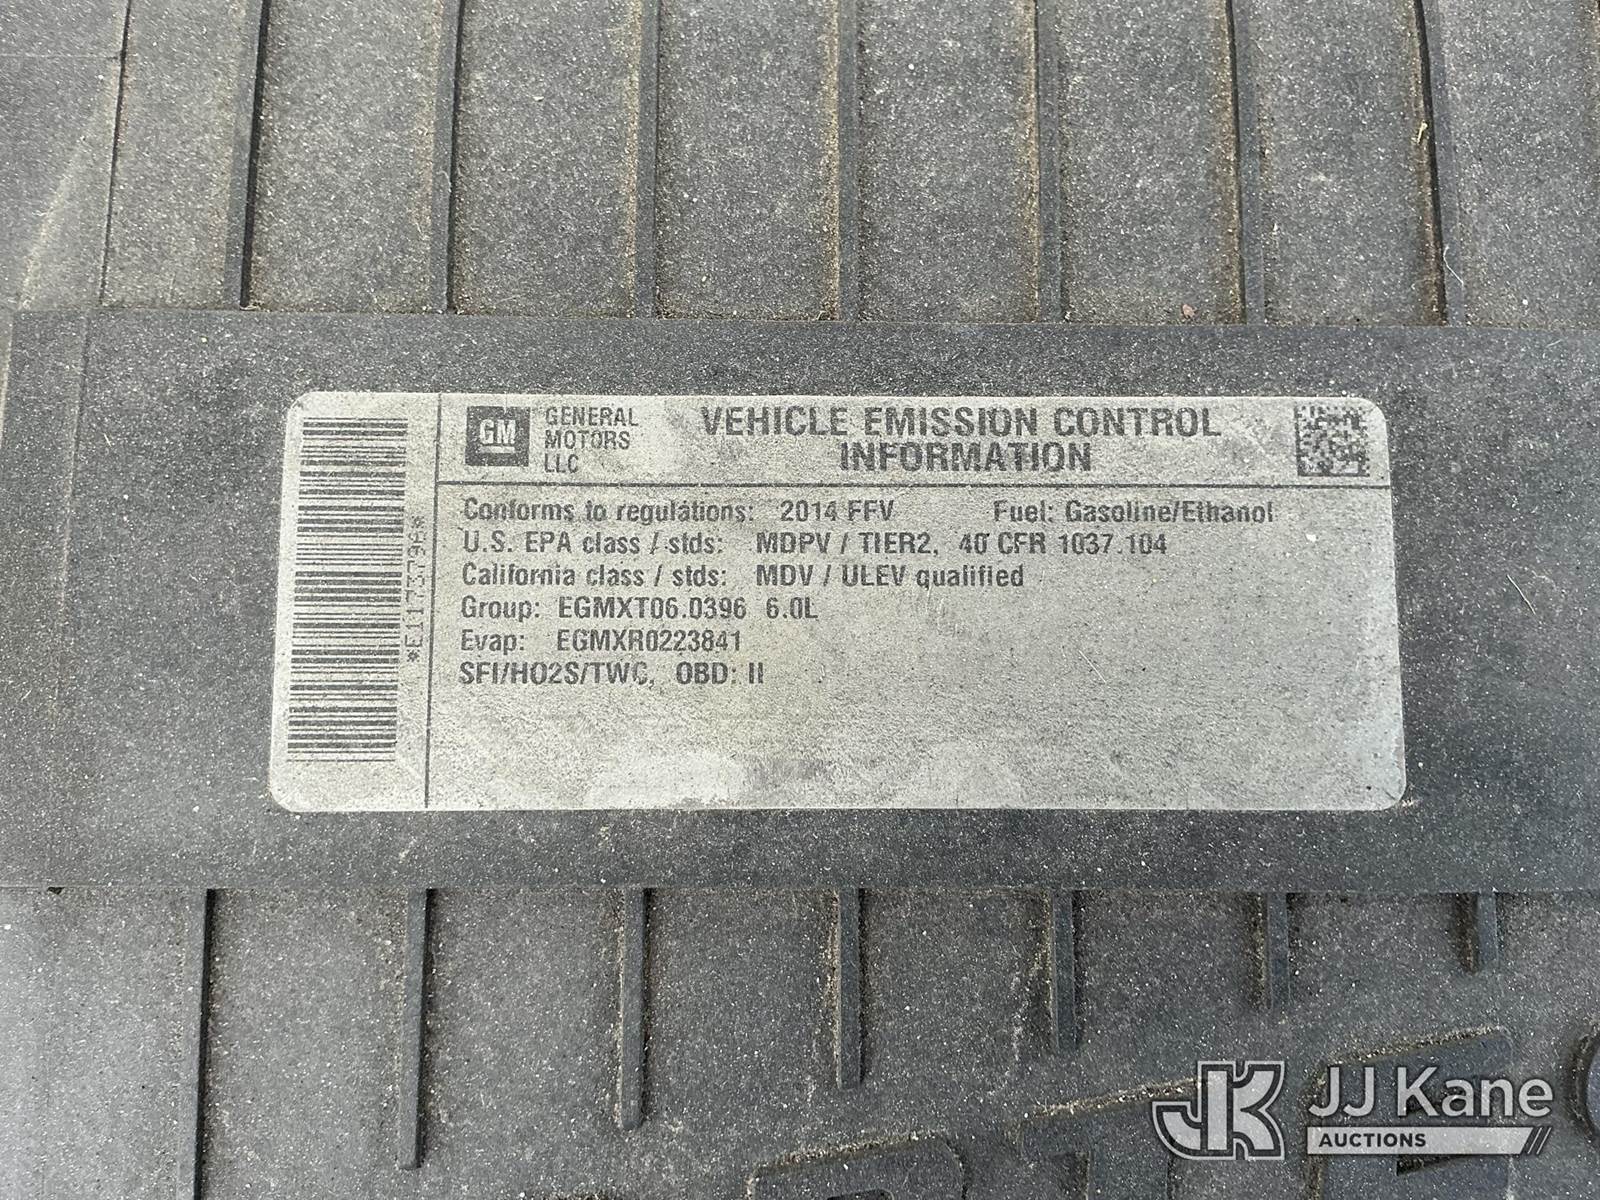 GM
GENERAL
MOTORS
LLC
VEHICLE EMISSION CONTROL
INFORMATION
*E1173796*
Conforms to regulations: 2014 FFV Fuel: Gasoline/Ethanol
U.S. EPA class / stds: MDPV / TIER2, 40 CFR 1037.104
California class / stds: MDV / ULEV qualified
Group: EGMXT06.0396 6.0L
Evap: EGMXR0223841
SFI/HO2S/TWC, OBD: II
JK JJ Kane
AUCTIONS